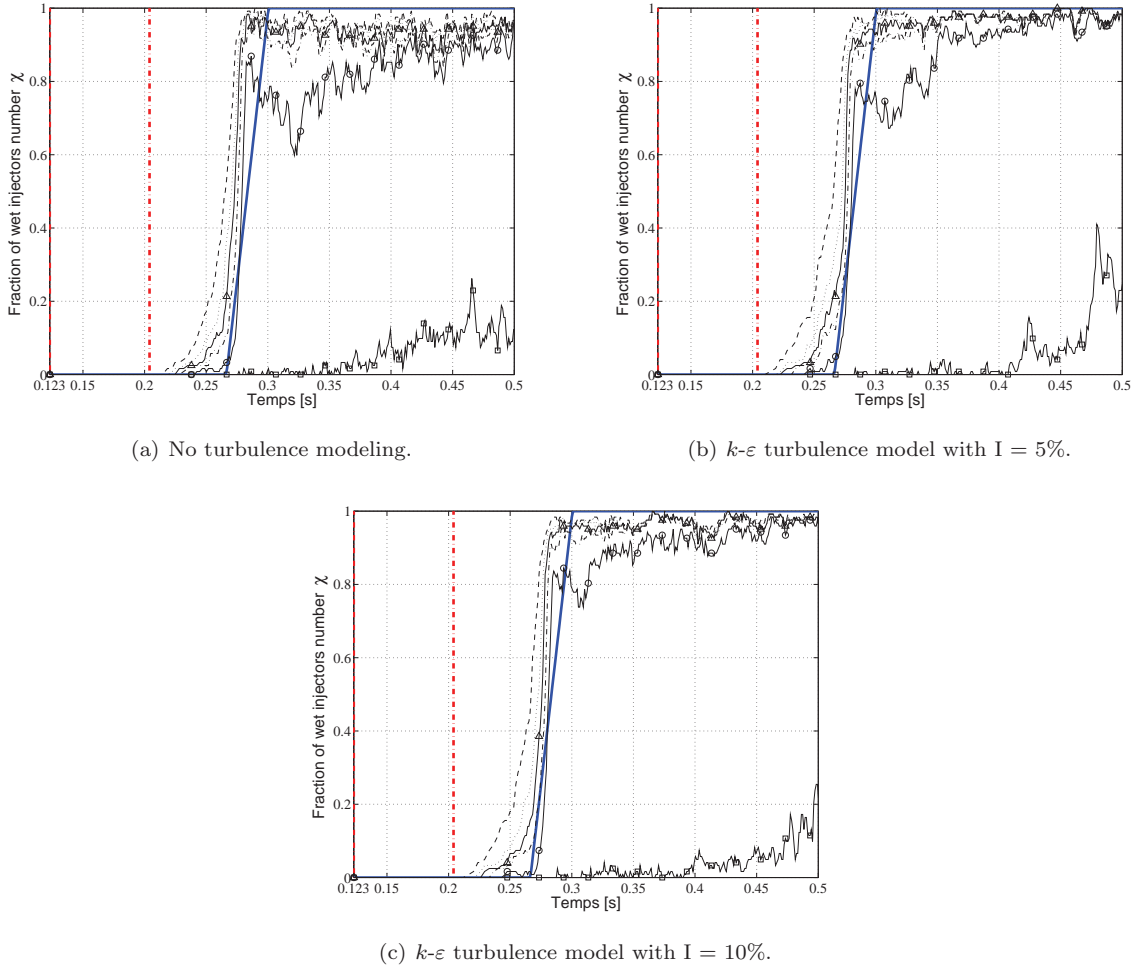 1
0.8
0.6
0.4
0.2
0
Fraction of wet injectors number χ
0.123 0.15 0.2 0.25 0.3 0.35 0.4 0.45 0.5
Temps [s]
(a) No turbulence modeling.
1
0.8
0.6
0.4
0.2
0
Fraction of wet injectors number χ
0.123 0.15 0.2 0.25 0.3 0.35 0.4 0.45 0.5
Temps [s]
(b) k-ε turbulence model with I = 5%.
1
0.8
0.6
0.4
0.2
0
Fraction of wet injectors number χ
0.123 0.15 0.2 0.25 0.3 0.35 0.4 0.45 0.5
Temps [s]
(c) k-ε turbulence model with I = 10%.